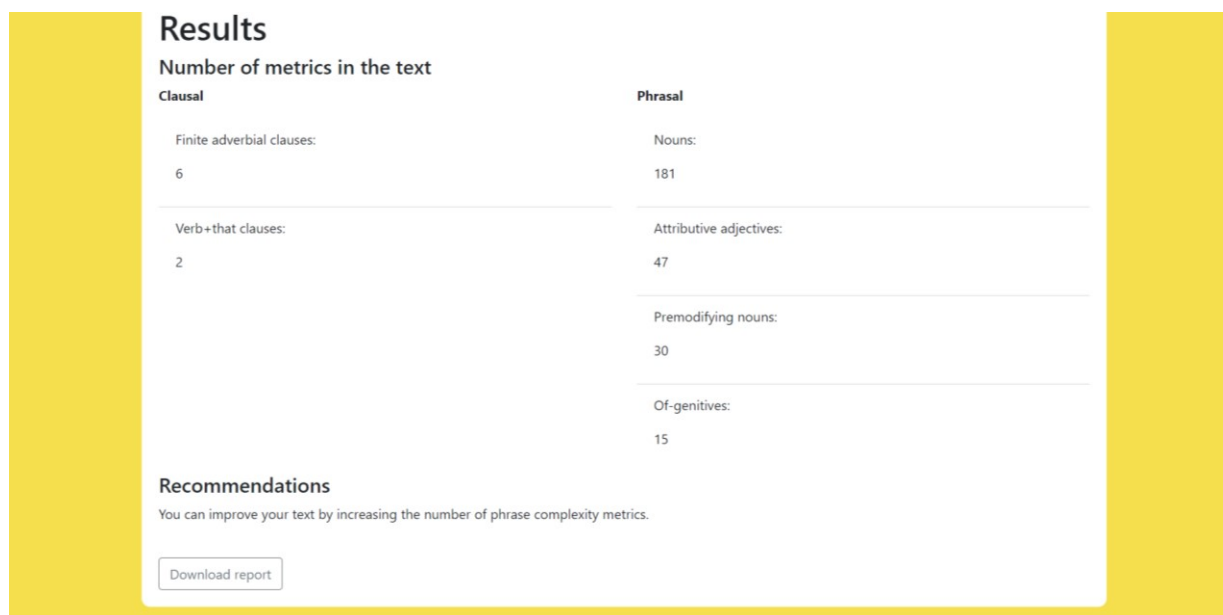 Results
Number of metrics in the text
Clausal
Finite adverbial clauses:
6
Verb+that clauses:
2
Phrasal
Nouns:
181
Attributive adjectives:
47
Premodifying nouns:
30
Of-genitives:
15
Recommendations
You can improve your text by increasing the number of phrase complexity metrics.
Download report